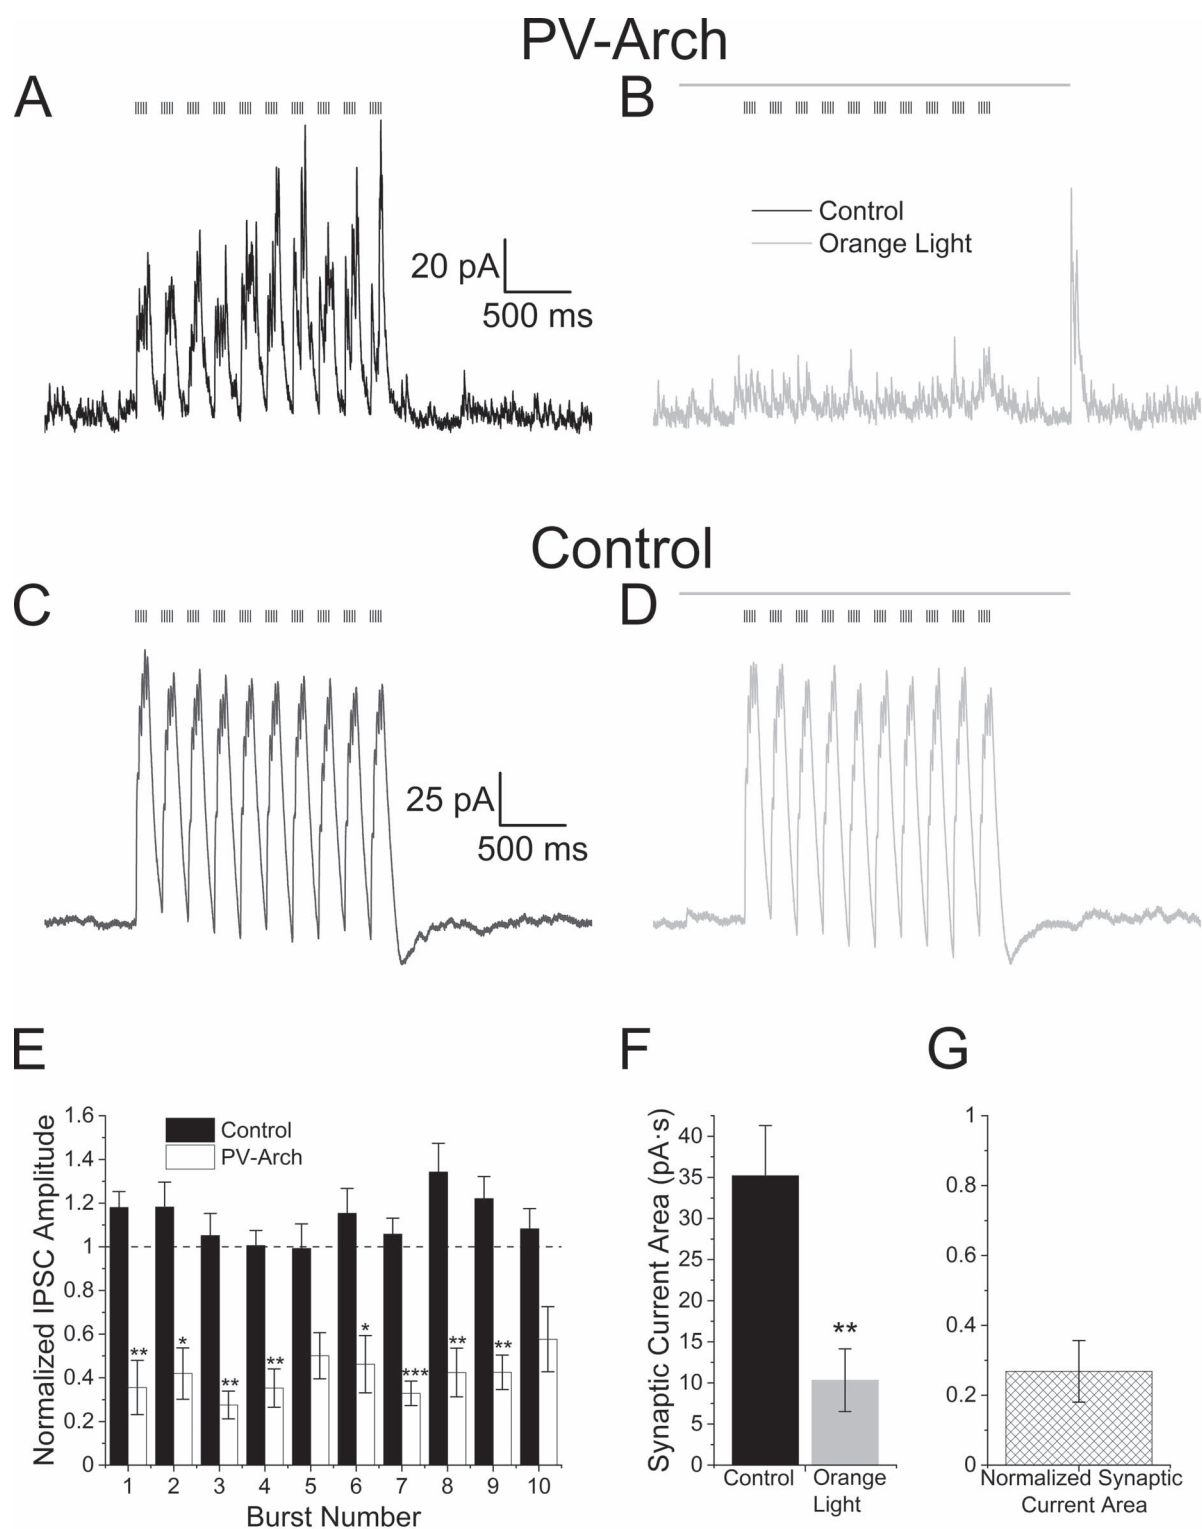 PV-Arch
A
B
Control
Orange Light
20 pA
500 ms
Control
C
D
25 pA
500 ms
E
F
G
Normalized IPSC Amplitude
1.6
1.4
1.2
1
0.8
0.6
0.4
0.2
0
Control
PV-Arch
**
*
**
**
*
***
**
**
1 2 3 4 5 6 7 8 9 10
Burst Number
Synaptic Current Area (pA·s)
40
35
30
25
20
15
10
5
0
**
Control Orange
Light
1
0.8
0.6
0.4
0.2
0
Normalized Synaptic
Current Area